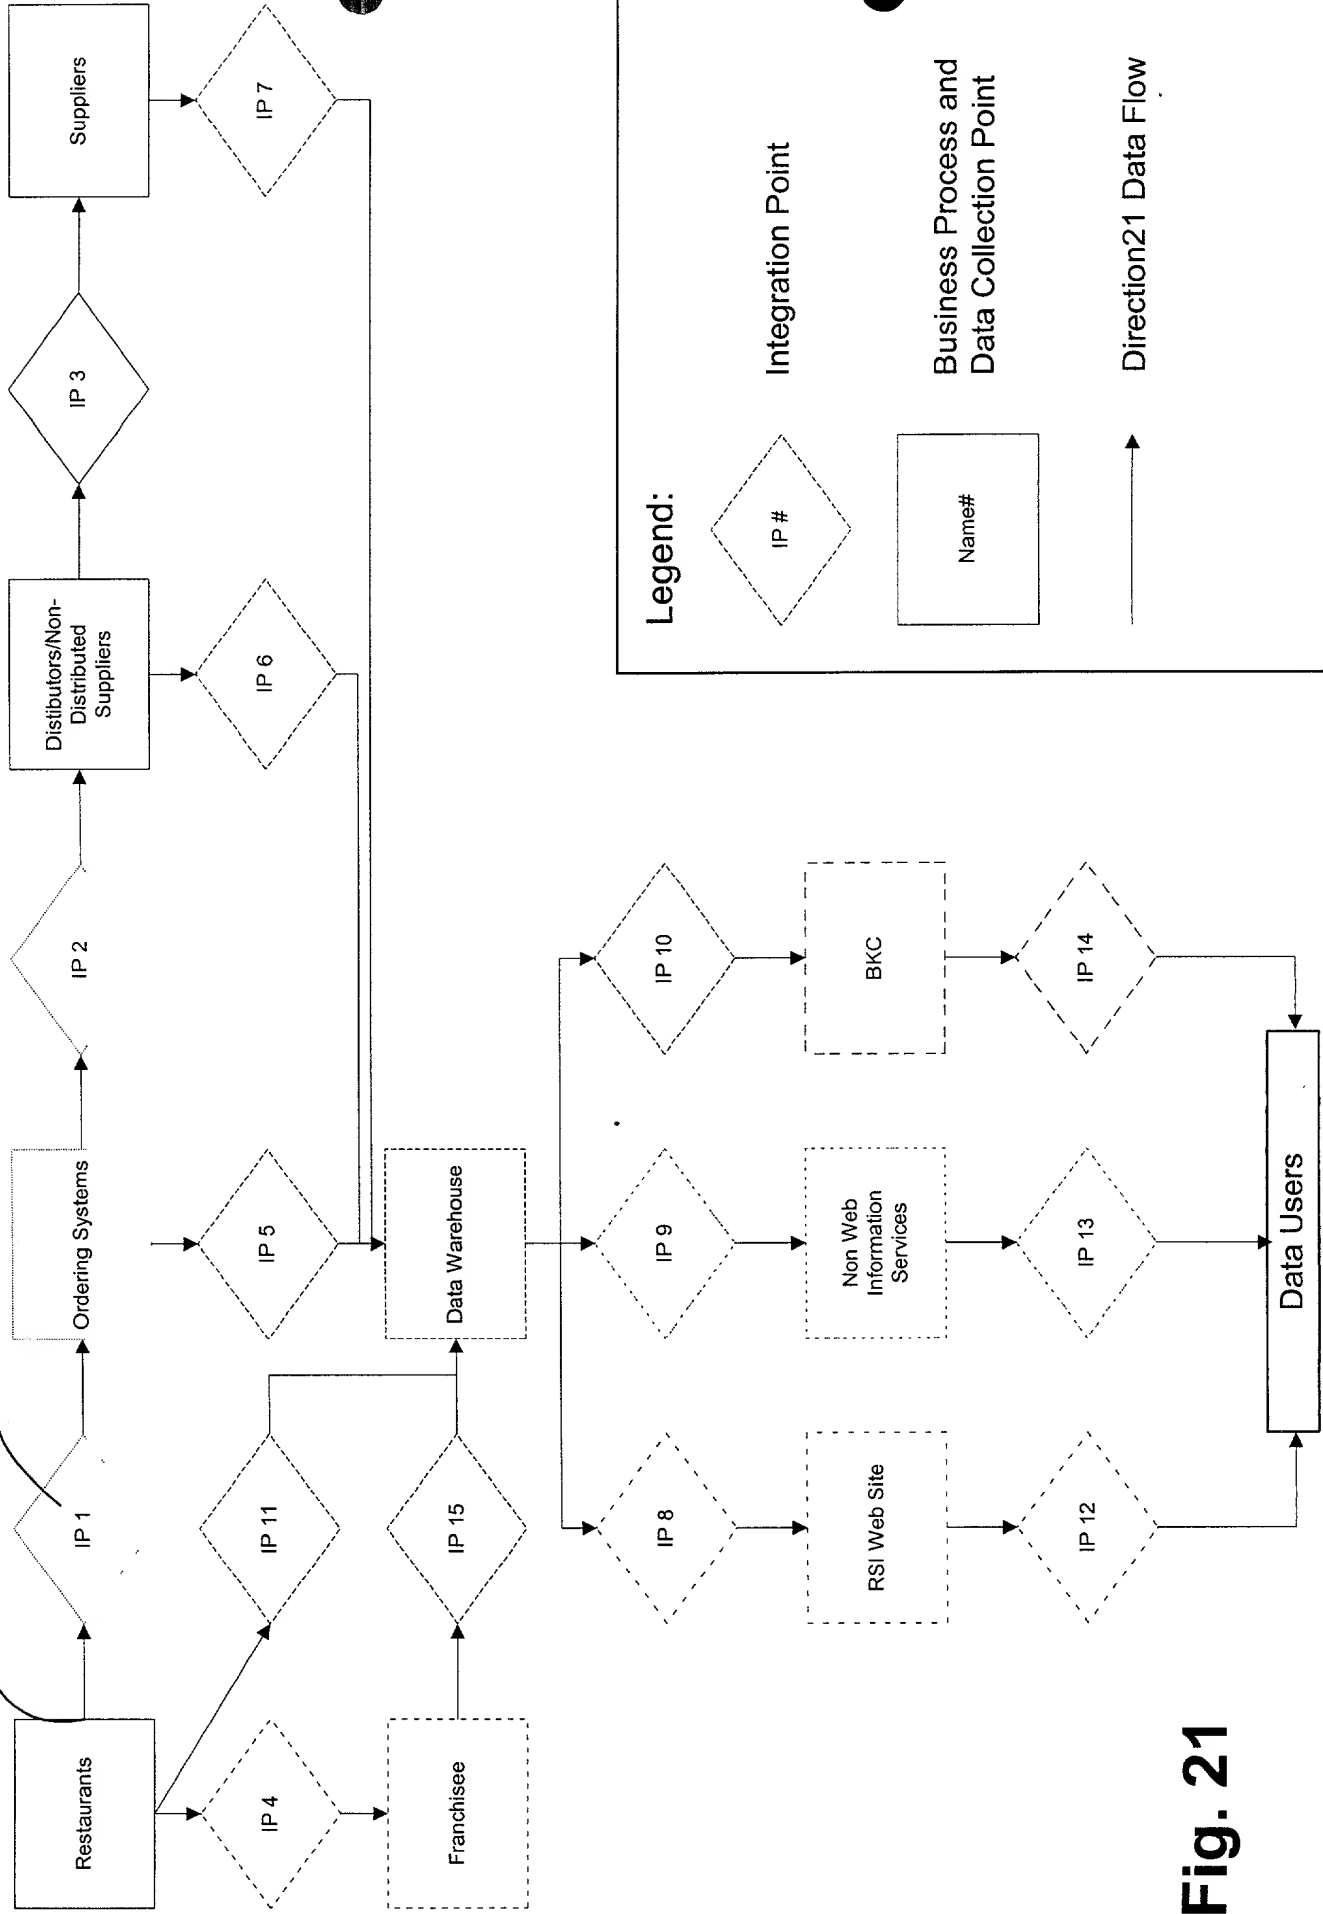 Restaurants
IP 1
Ordering Systems
IP 2
Distibutors/Non-
Distributed
Suppliers
IP 3
Suppliers
IP 4
IP 11
IP 5
IP 6
IP 7
Franchisee
IP 15
Data Warehouse
IP 8
IP 9
IP 10
RSI Web Site
Non Web
Information
Services
BKC
IP 12
IP 13
IP 14
Data Users
Legend:
IP #
Integration Point
Name#
Business Process and
Data Collection Point
Direction21 Data Flow
Fig. 21